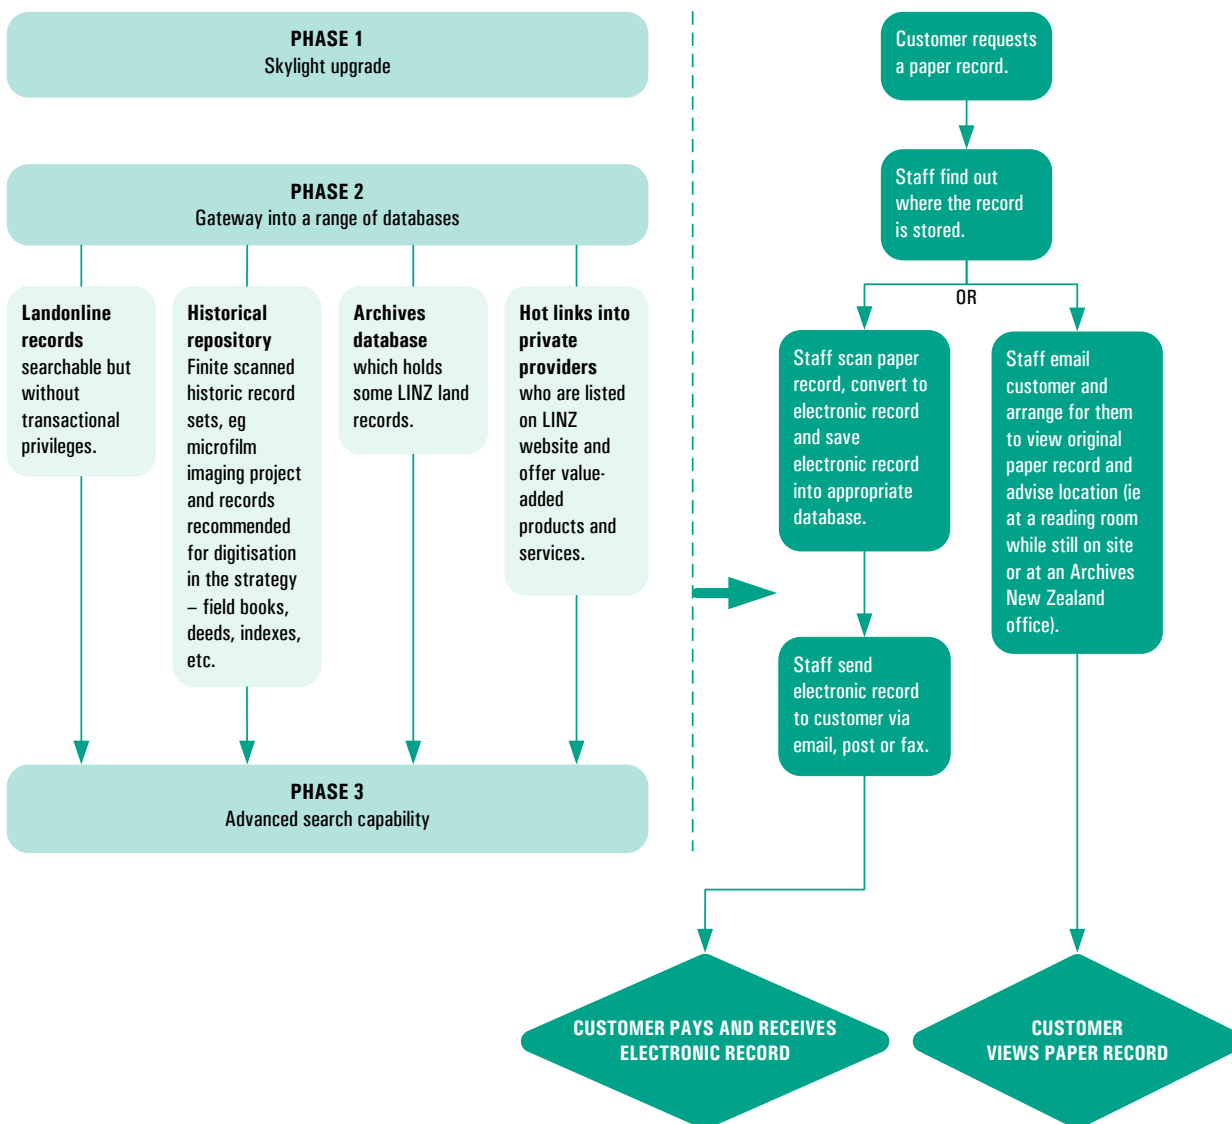 PHASE 1
Skylight upgrade
PHASE 2
Gateway into a range of databases
Landonline
records
searchable but
without
transactional
privileges.
Historical
repository
Finite scanned
historic record
sets, eg
microfilm
imaging project
and records
recommended
for digitisation
in the strategy
– field books,
deeds, indexes,
etc.
Archives
database
which holds
some LINZ land
records.
Hot links into
private
providers
who are listed
on LINZ
website and
offer value-
added
products and
services.
PHASE 3
Advanced search capability
Customer requests
a paper record.
Staff find out
where the record
is stored.
OR
Staff scan paper
record, convert to
electronic record
and save
electronic record
into appropriate
database.
Staff send
electronic record
to customer via
email, post or fax.
Staff email
customer and
arrange for them
to view original
paper record and
advise location (ie
at a reading room
while still on site
or at an Archives
New Zealand
office).
CUSTOMER PAYS AND RECEIVES
ELECTRONIC RECORD
CUSTOMER
VIEWS PAPER RECORD